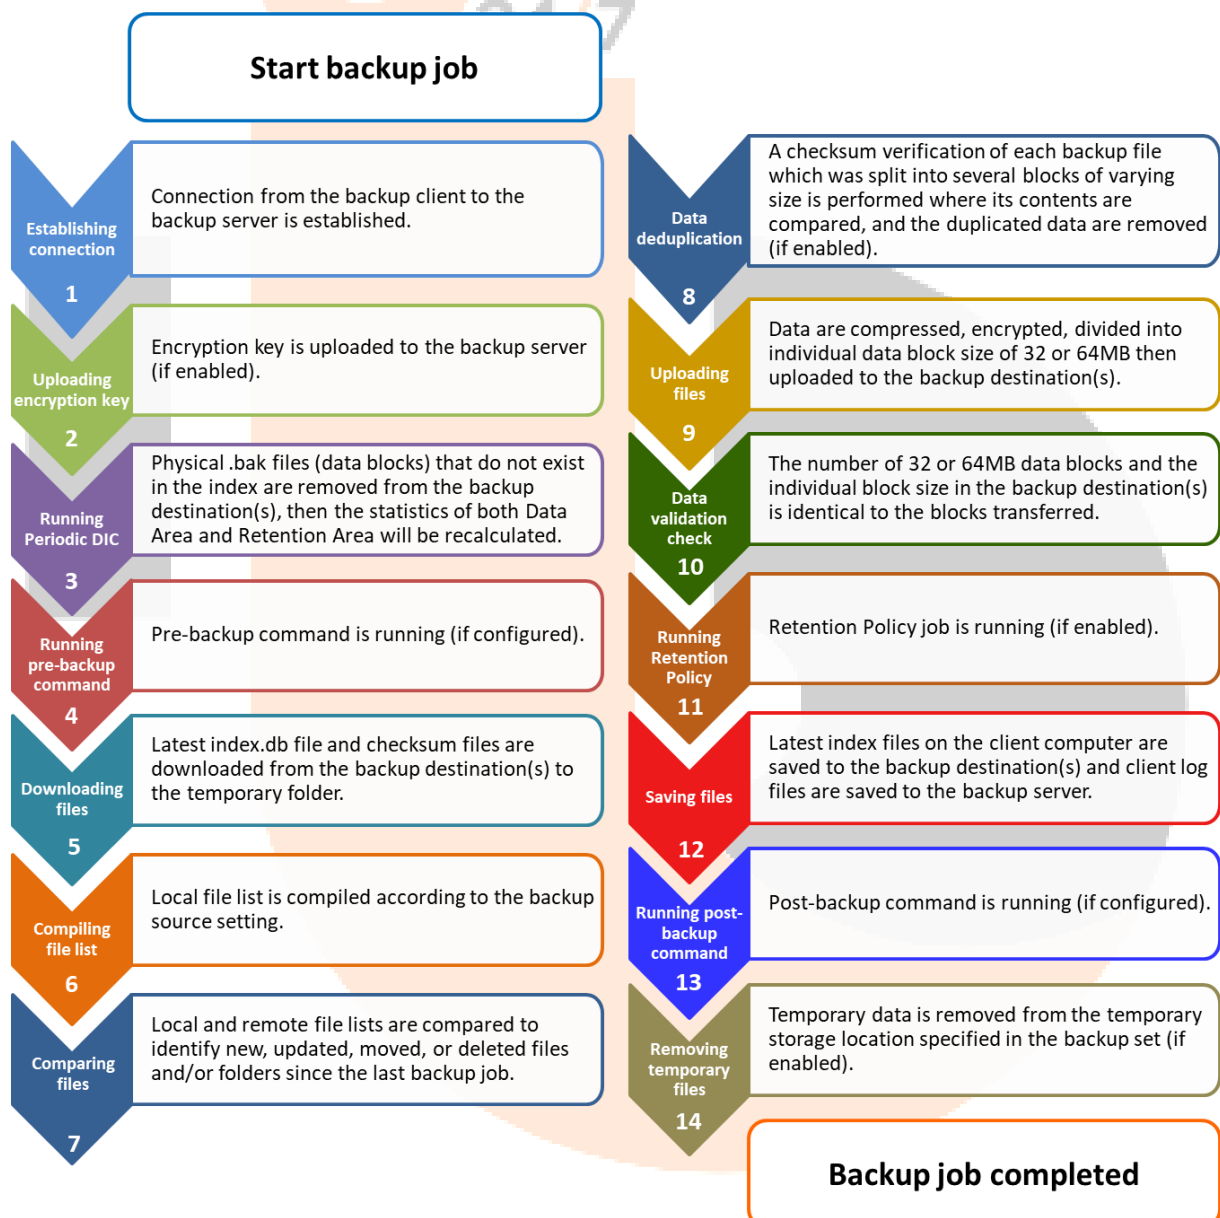 24/7
Start backup job
Establishing
connection
1
Connection from the backup client to the
backup server is established.
Uploading
encryption key
2
Encryption key is uploaded to the backup server
(if enabled).
Running
Periodic DIC
3
Physical .bak files (data blocks) that do not exist
in the index are removed from the backup
destination(s), then the statistics of both Data
Area and Retention Area will be recalculated.
Running
pre-backup
command
4
Pre-backup command is running (if configured).
Downloading
files
5
Latest index.db file and checksum files are
downloaded from the backup destination(s) to
the temporary folder.
Compiling
file list
6
Local file list is compiled according to the backup
source setting.
Comparing
files
7
Local and remote file lists are compared to
identify new, updated, moved, or deleted files
and/or folders since the last backup job.
Data
deduplication
8
A checksum verification of each backup file
which was split into several blocks of varying
size is performed where its contents are
compared, and the duplicated data are removed
(if enabled).
Uploading
files
9
Data are compressed, encrypted, divided into
individual data block size of 32 or 64MB then
uploaded to the backup destination(s).
Data
validation
check
10
The number of 32 or 64MB data blocks and the
individual block size in the backup destination(s)
is identical to the blocks transferred.
Running
Retention
Policy
11
Retention Policy job is running (if enabled).
Saving files
12
Latest index files on the client computer are
saved to the backup destination(s) and client log
files are saved to the backup server.
Running post-
backup
command
13
Post-backup command is running (if configured).
Removing
temporary
files
14
Temporary data is removed from the temporary
storage location specified in the backup set (if
enabled).
Backup job completed